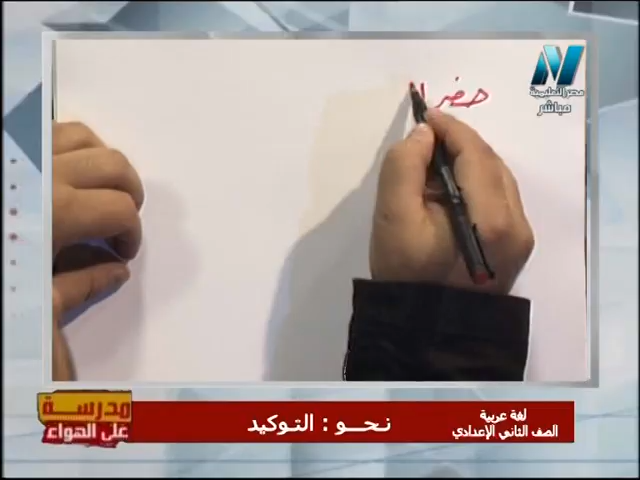 مصر التعليمية
مباشر
حضر ا
مدرسة
على الهواء
نحو : التوكيد
لغة عربية
الصف الثاني الإعدادي